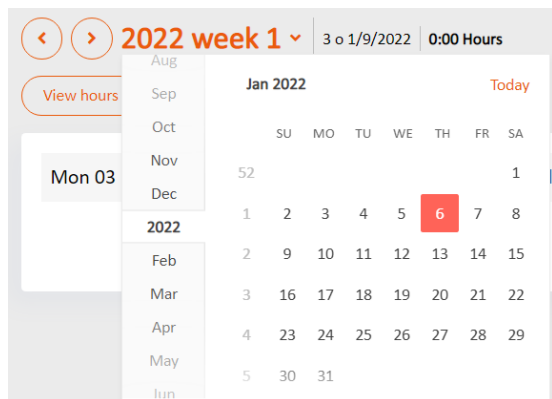 2022 week 1
3 o 1/9/2022
0:00 Hours
View hours
Mon 03
Aug
Sep
Oct
Nov
Dec
2022
Feb
Mar
Apr
May
Jun
Jan 2022 Today
SU MO TU WE TH FR SA
52 1
1 2 3 4 5 6 7 8
2 9 10 11 12 13 14 15
3 16 17 18 19 20 21 22
4 23 24 25 26 27 28 29
5 30 31